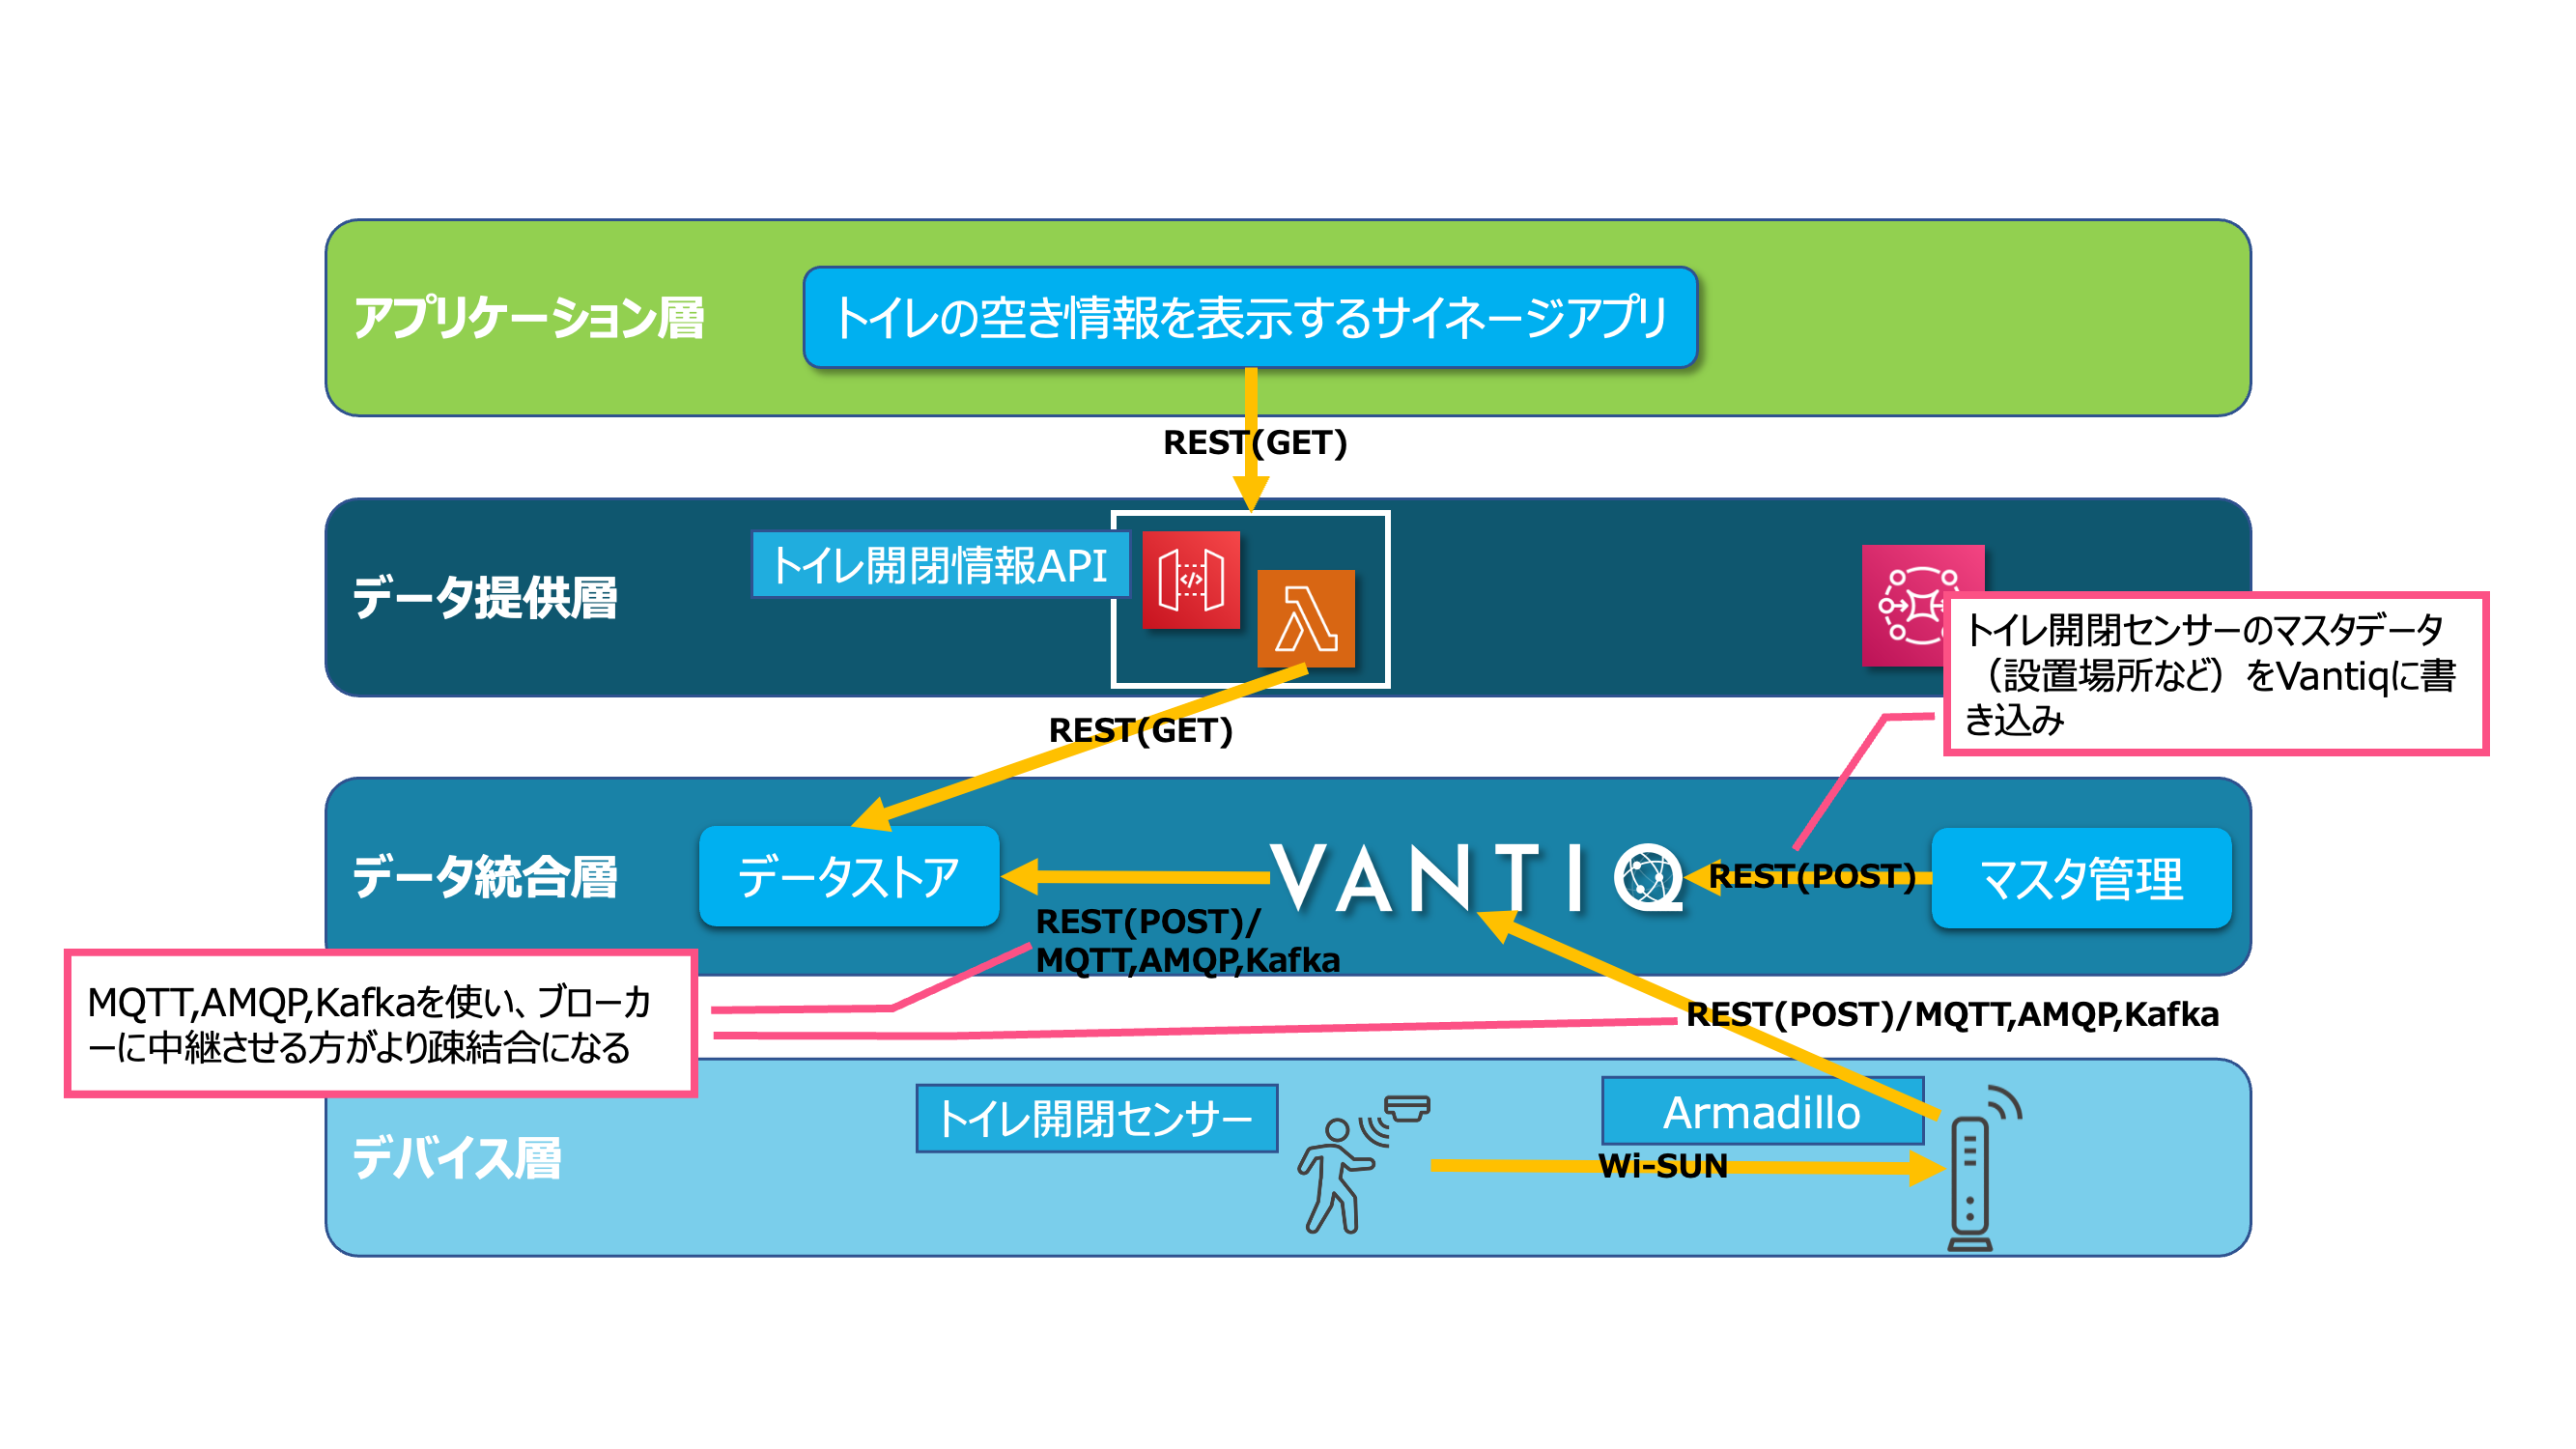 アプリケーション層
トイレの空き情報を表示するサイネージアプリ
REST(GET)
データ提供層
トイレ開閉情報API
</>
トイレ開閉センサーのマスタデータ
（設置場所など）をVantiqに書
き込み
REST(GET)
データ統合層
データストア
VANTIQ
REST(POST)
マスタ管理
REST(POST)/
MQTT,AMQP,Kafka
MQTT,AMQP,Kafkaを使い、ブローカ
ーに中継させる方がより疎結合になる
REST(POST)/MQTT,AMQP,Kafka
デバイス層
トイレ開閉センサー
Armadillo
Wi-SUN